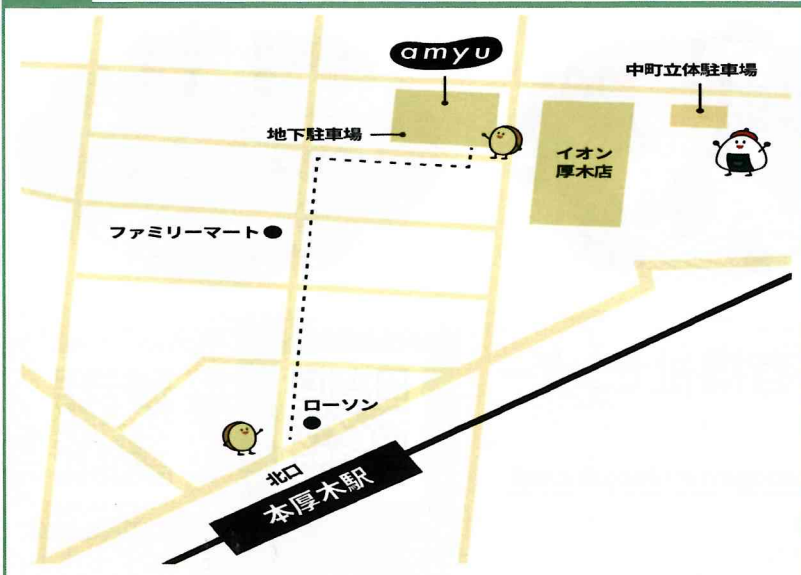 amyu
中町立体駐車場
地下駐車場
イオン
厚木店
ファミリーマート
ローソン
北口
本厚木駅